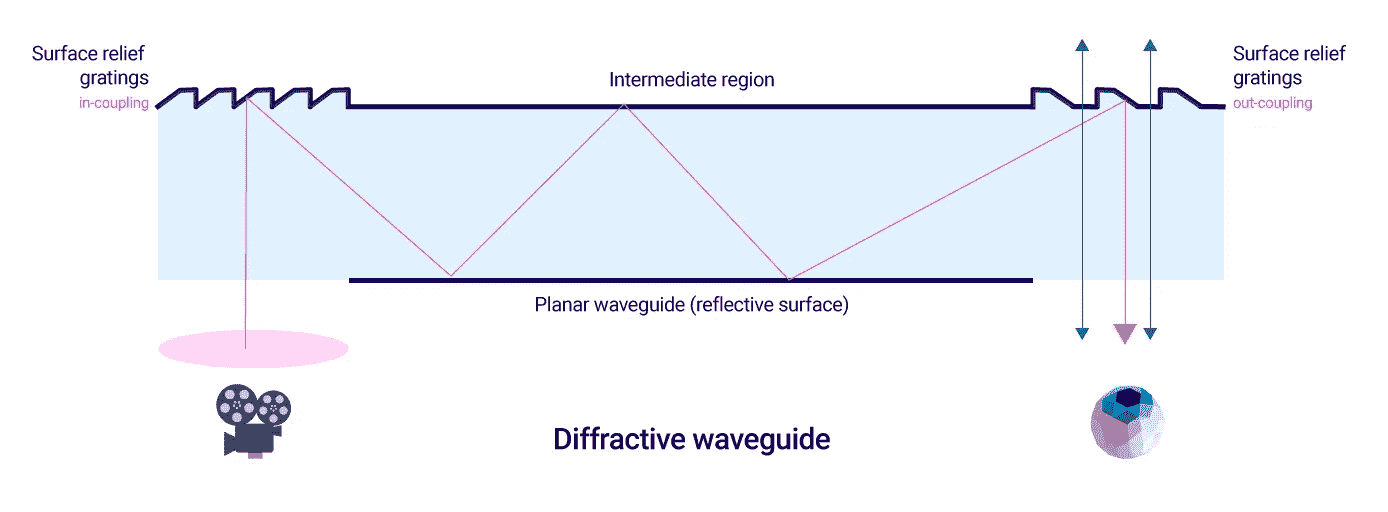 Surface relief
gratings
in-coupling
Intermediate region
Surface relief
gratings
out-coupling
Planar waveguide (reflective surface)
Diffractive waveguide